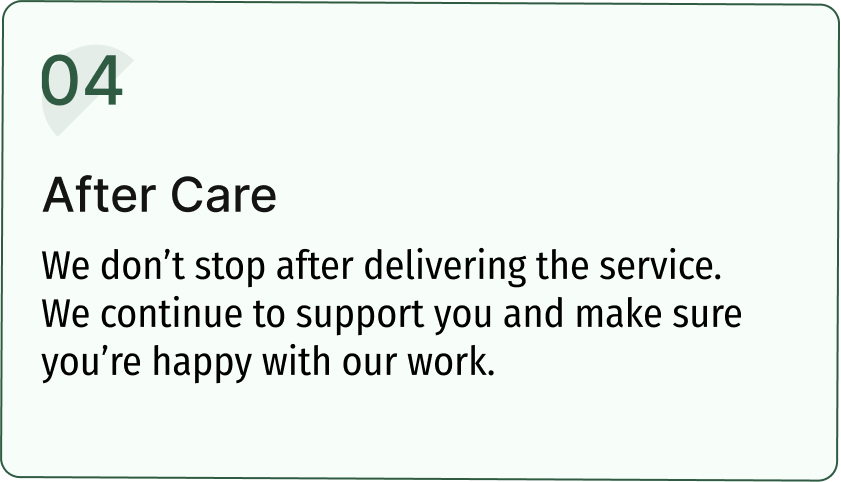 04
After Care
We don’t stop after delivering the service.
We continue to support you and make sure
you’re happy with our work.